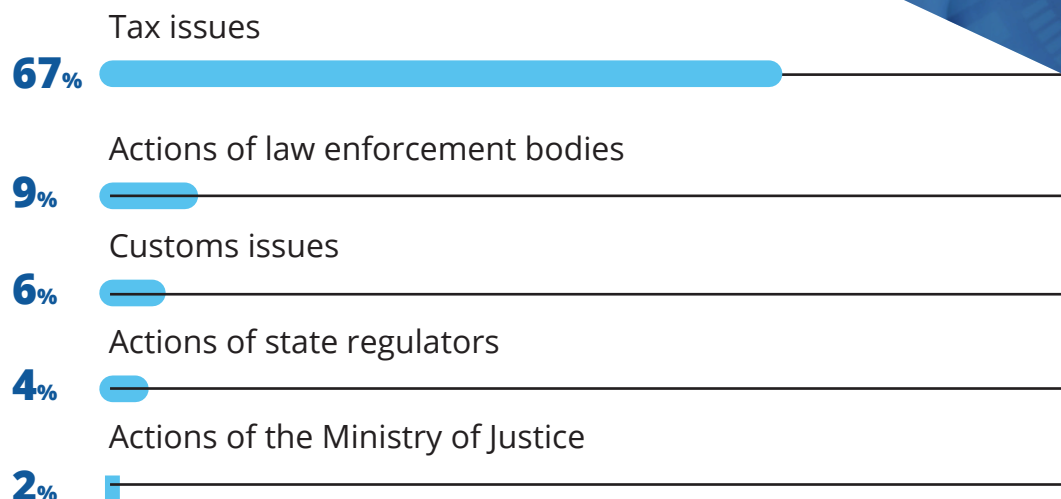 Tax issues
67%
Actions of law enforcement bodies
9%
Customs issues
6%
Actions of state regulators
4%
Actions of the Ministry of Justice
2%